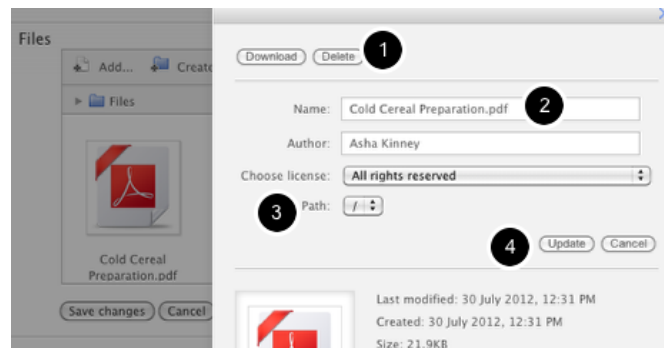 Files
Add... Create
Files
Cold Cereal
Preparation.pdf
Save changes Cancel
Download Delete 1
Name: Cold Cereal Preparation.pdf 2
Author: Asha Kinney
Choose license: All rights reserved
3 Path: /
4 Update Cancel
Last modified: 30 July 2012, 12:31 PM
Created: 30 July 2012, 12:31 PM
Size: 21.9KB